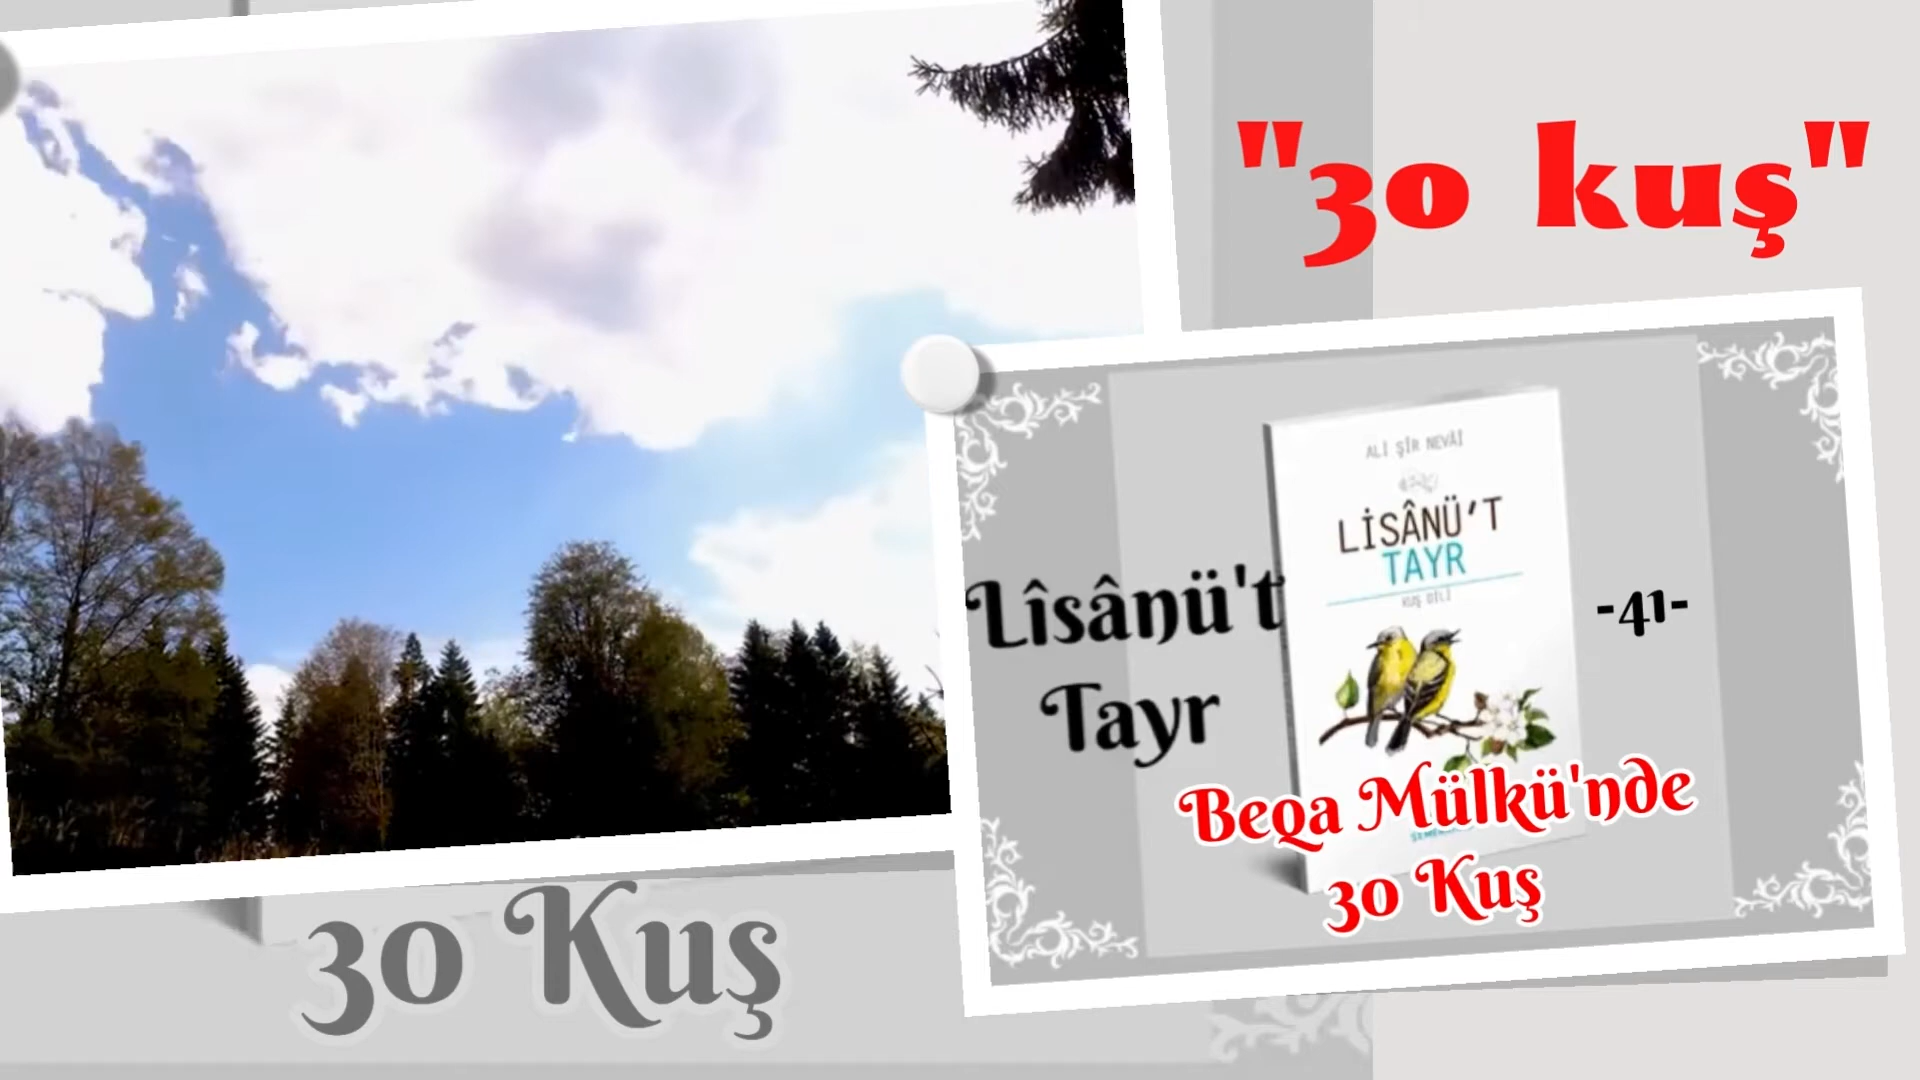 "30 kuş"
ALİ ŞİR NEVÂİ
LİSÂNÜ'T
TAYR
KUŞ DİLİ
Lîsânü't
Tayr
-41-
Beqa Mülkü'nde
30 Kuş
30 Kuş